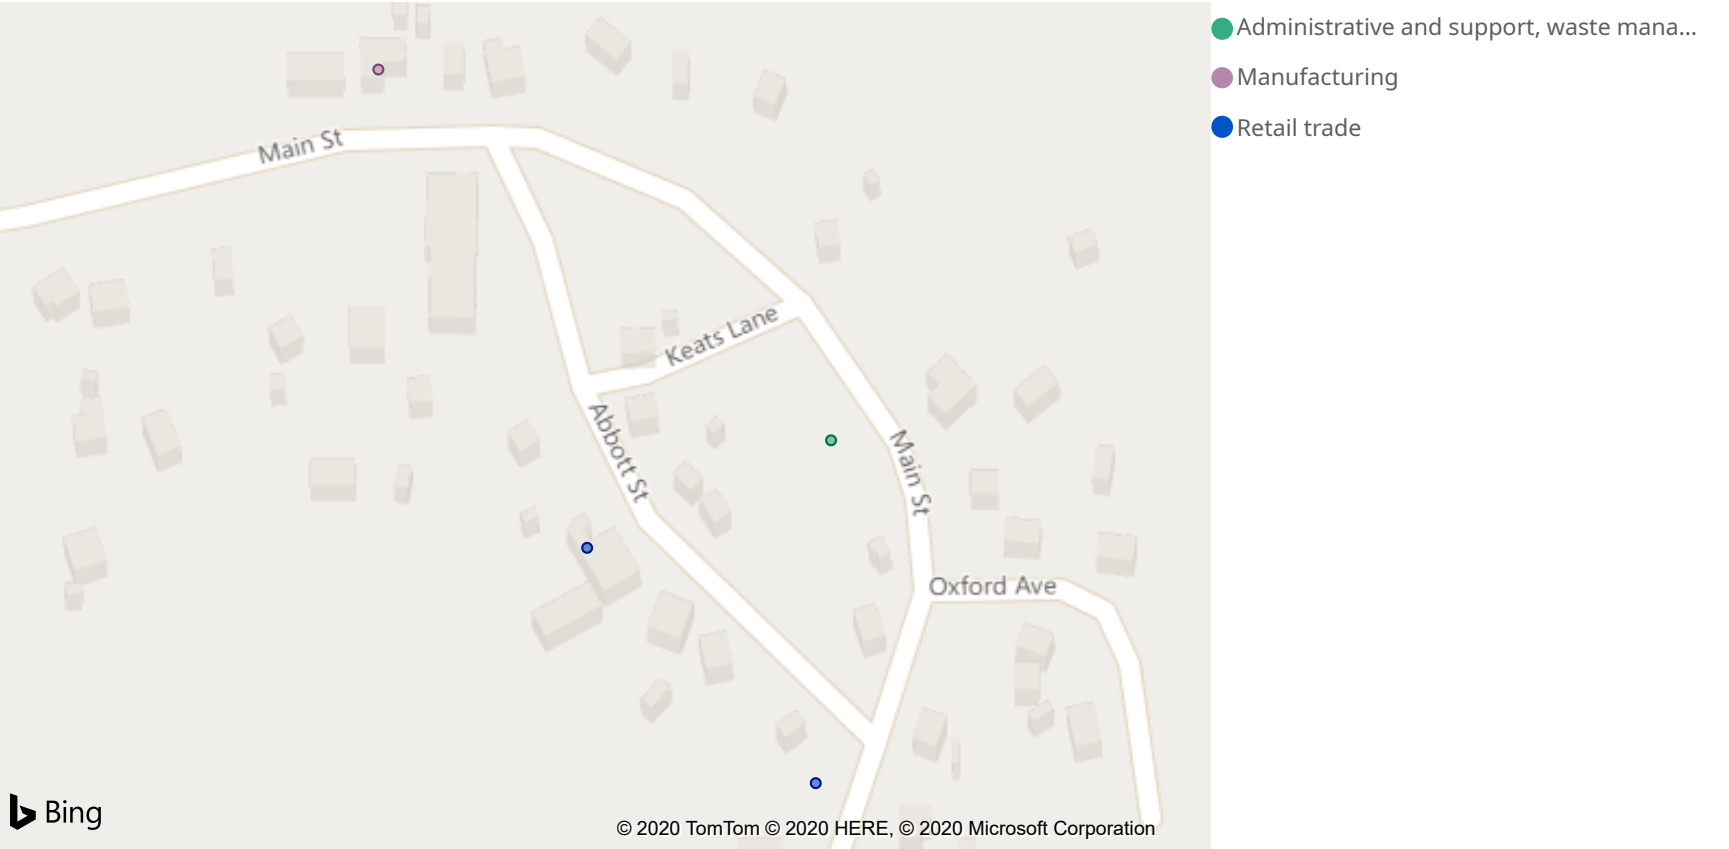 Main St
Keats Lane
Abbott St
Main St
Oxford Ave
Bing
© 2020 TomTom © 2020 HERE, © 2020 Microsoft Corporation
Administrative and support, waste mana...
Manufacturing
Retail trade